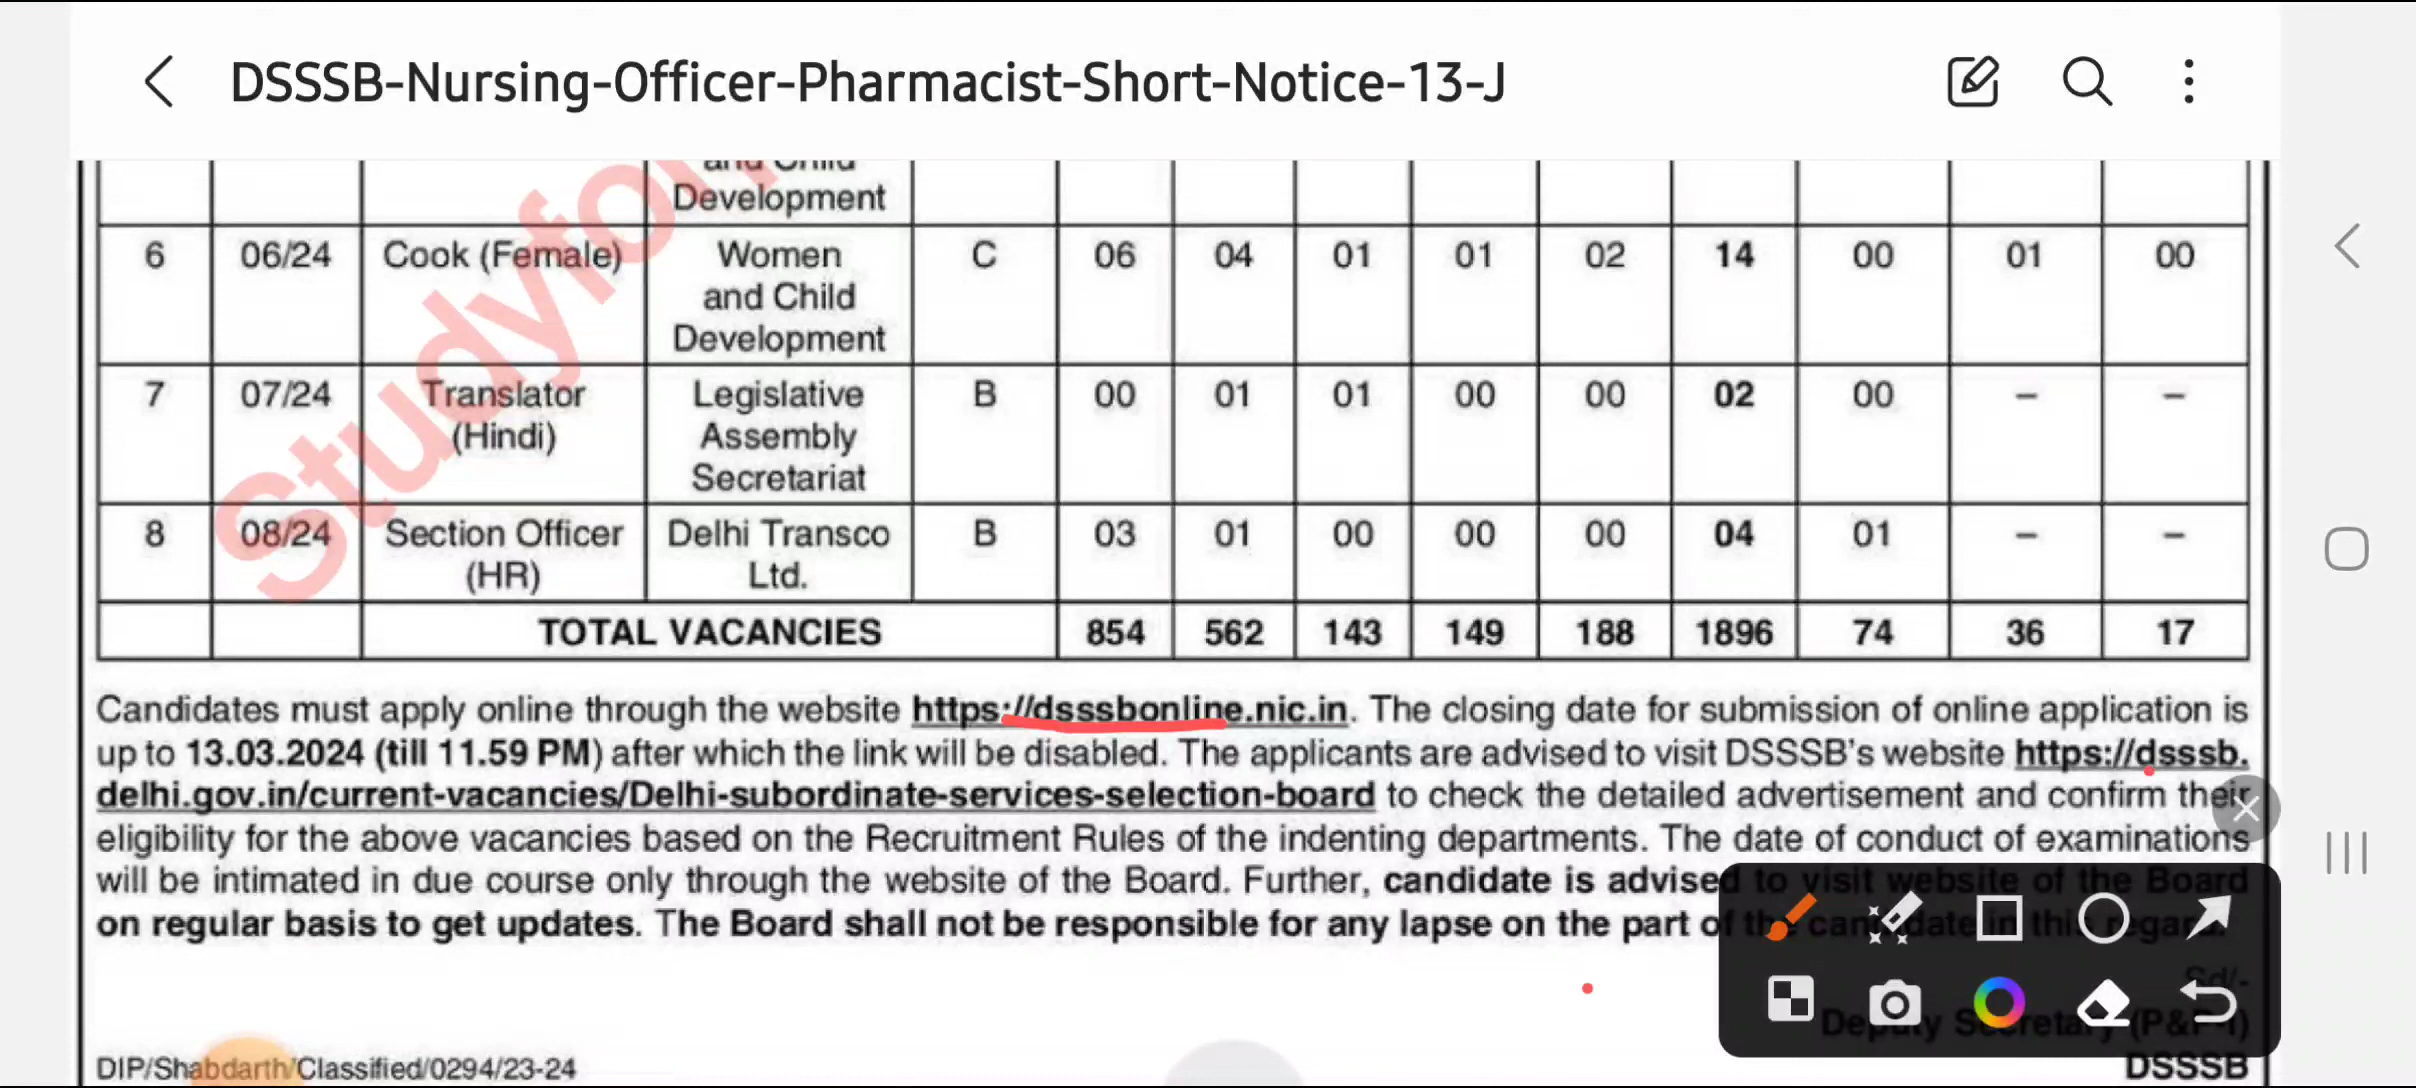 DSSSB-Nursing-Officer-Pharmacist-Short-Notice-13-J
and Child
Development
6 06/24 Cook (Female) Women and Child Development C 06 04 01 01 02 14 00 01 00
7 07/24 Translator (Hindi) Legislative Assembly Secretariat B 00 01 01 00 00 02 00 – –
8 08/24 Section Officer (HR) Delhi Transco Ltd. B 03 01 00 00 00 04 01 – –
TOTAL VACANCIES 854 562 143 149 188 1896 74 36 17
Studyfor
Candidates must apply online through the website https://dsssbonline.nic.in. The closing date for submission of online application is
up to 13.03.2024 (till 11.59 PM) after which the link will be disabled. The applicants are advised to visit DSSSB's website https://dsssb.
delhi.gov.in/current-vacancies/Delhi-subordinate-services-selection-board to check the detailed advertisement and confirm their
eligibility for the above vacancies based on the Recruitment Rules of the indenting departments. The date of conduct of examinations
will be intimated in due course only through the website of the Board. Further, candidate is advised to visit website of the Board
on regular basis to get updates. The Board shall not be responsible for any lapse on the part of the candidate in this regard.
Sd/-
Deputy Secretary (P&P-I)
DIP/Shabdarth/Classified/0294/23-24 DSSSB